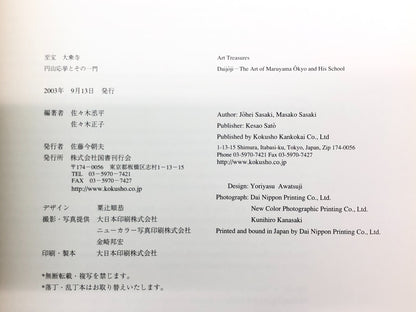 至宝 大乗寺
円山応挙とその一門
2003年 9月13日 発行
編著者 佐々木丞平
佐々木正子
発行者 佐藤今朝夫
発行所 株式会社国書刊行会
〒174-0056 東京都板橋区志村1-13-15
TEL 03-5970-7421
FAX 03-5970-7427
http://www.kokusho.co.jp
デザイン 粟辻順恭
撮影・写真提供 大日本印刷株式会社
ニューカラー写真印刷株式会社
金崎邦宏
印刷・製本 大日本印刷株式会社
*無断転載・複写を禁じます。
*落丁・乱丁本はお取り替えいたします。
Art Treasures
Daijōji—The Art of Maruyama Ōkyo and His School
Author: Jōhei Sasaki, Masako Sasaki
Publisher: Kesao Satō
Published by Kokusho Kankokai Co., Ltd
1-13-15 Shimura, Itabasi-ku, Tokyo, Japan, Zip 174-0056
Phone 03-5970-7421 Fax 03-5970-7427
http://www.kokusho.co.jp
Design: Yoriyasu Awatsuji
Photograph: Dai Nippon Printing Co., Ltd
New Color Photographic Printing Co., Ltd
Kunihiro Kanasaki
Printed and bound in Japan by Dai Nippon Printing Co., Ltd.